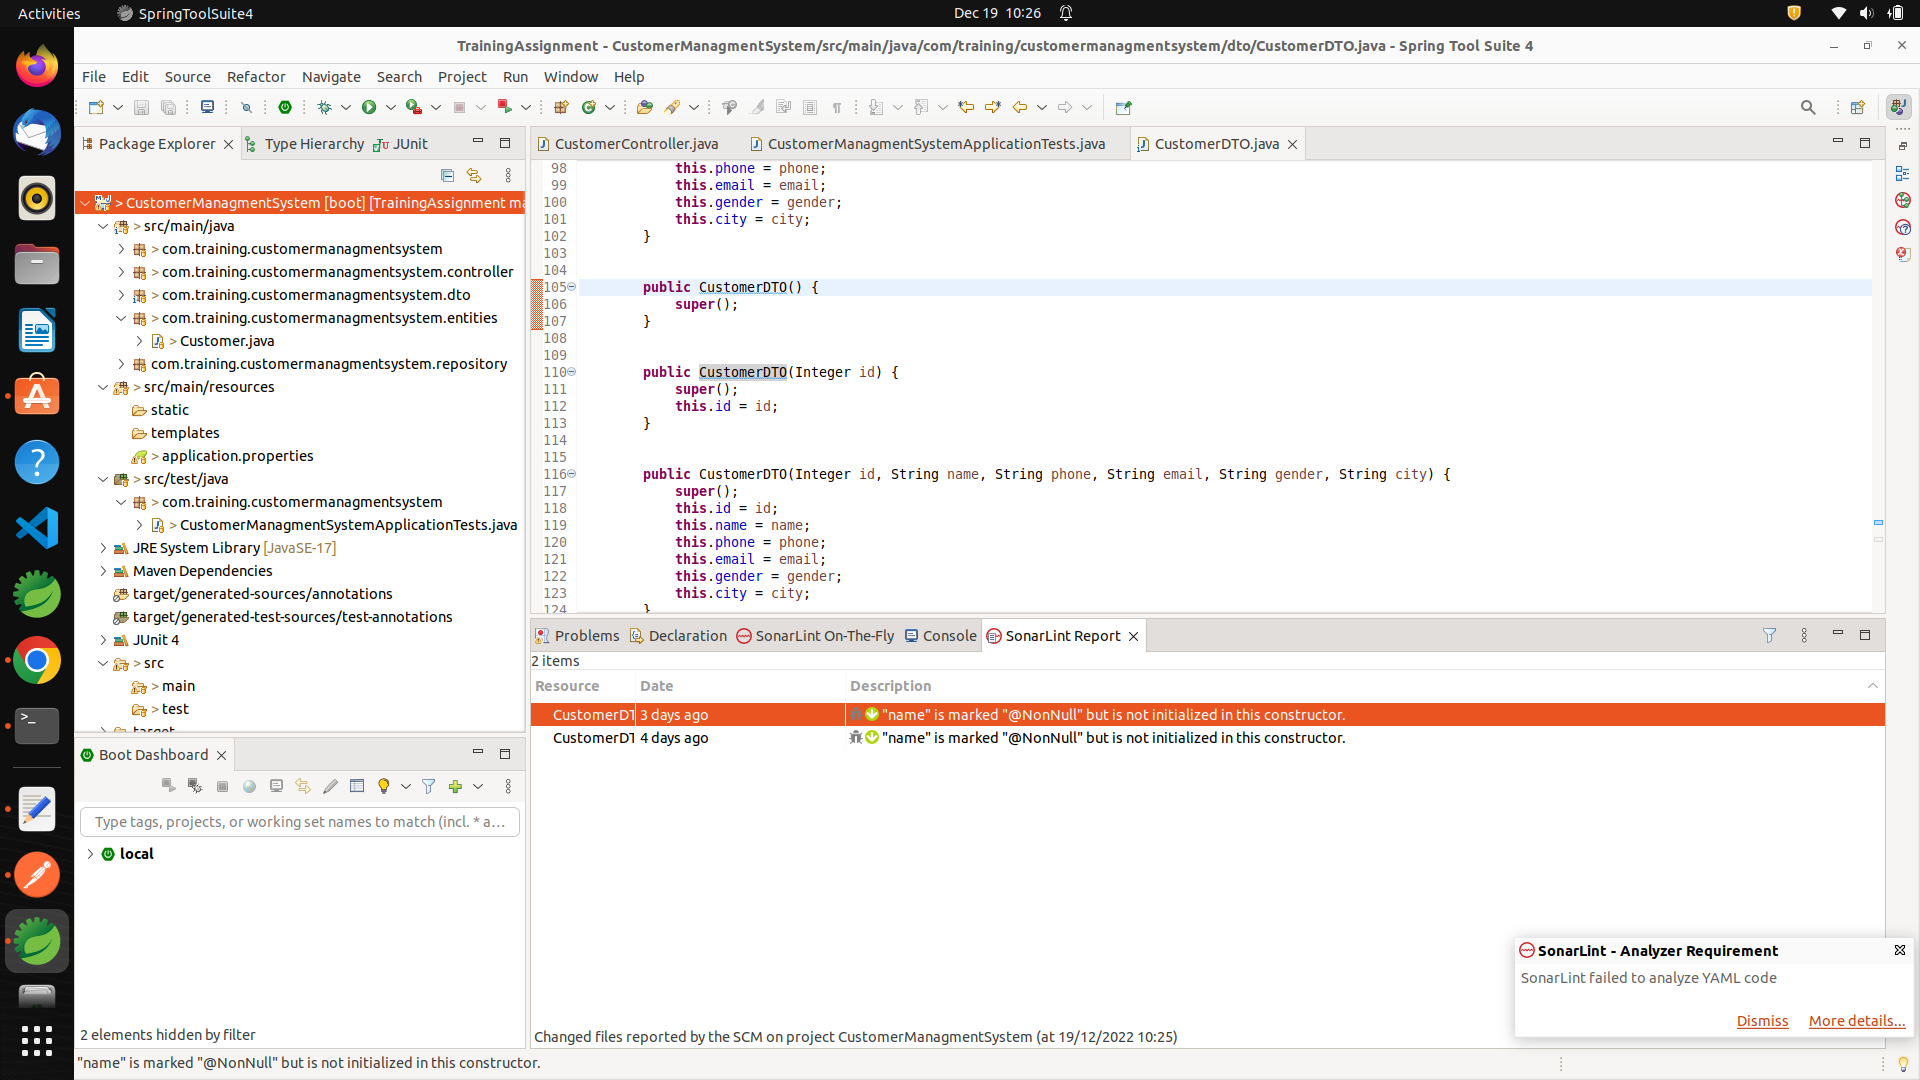 Activities
SpringToolSuite4
Dec 19 10:26
TrainingAssignment - CustomerManagmentSystem/src/main/java/com/training/customermanagmentsystem/dto/CustomerDTO.java - Spring Tool Suite 4
File Edit Source Refactor Navigate Search Project Run Window Help
Package Explorer
Type Hierarchy
JUnit
> CustomerManagmentSystem [boot] [TrainingAssignment ma
> src/main/java
> com.training.customermanagmentsystem
> com.training.customermanagmentsystem.controller
> com.training.customermanagmentsystem.dto
> com.training.customermanagmentsystem.entities
> Customer.java
com.training.customermanagmentsystem.repository
> src/main/resources
static
templates
> application.properties
> src/test/java
> com.training.customermanagmentsystem
> CustomerManagmentSystemApplicationTests.java
JRE System Library [JavaSE-17]
Maven Dependencies
target/generated-sources/annotations
target/generated-test-sources/test-annotations
JUnit 4
> src
> main
> test
target
Boot Dashboard
Type tags, projects, or working set names to match (incl. * a...
local
2 elements hidden by filter
CustomerController.java
CustomerManagmentSystemApplicationTests.java
CustomerDTO.java
98 this.phone = phone;
99 this.email = email;
100 this.gender = gender;
101 this.city = city;
102 }
103
104
105 public CustomerDTO() {
106 super();
107 }
108
109
110 public CustomerDTO(Integer id) {
111 super();
112 this.id = id;
113 }
114
115
116 public CustomerDTO(Integer id, String name, String phone, String email, String gender, String city) {
117 super();
118 this.id = id;
119 this.name = name;
120 this.phone = phone;
121 this.email = email;
122 this.gender = gender;
123 this.city = city;
124 }
Problems
Declaration
SonarLint On-The-Fly
Console
SonarLint Report
2 items
Resource Date Description
CustomerDT 3 days ago "name" is marked "@NonNull" but is not initialized in this constructor.
CustomerDT 4 days ago "name" is marked "@NonNull" but is not initialized in this constructor.
Changed files reported by the SCM on project CustomerManagmentSystem (at 19/12/2022 10:25)
SonarLint - Analyzer Requirement
SonarLint failed to analyze YAML code
Dismiss More details...
"name" is marked "@NonNull" but is not initialized in this constructor.